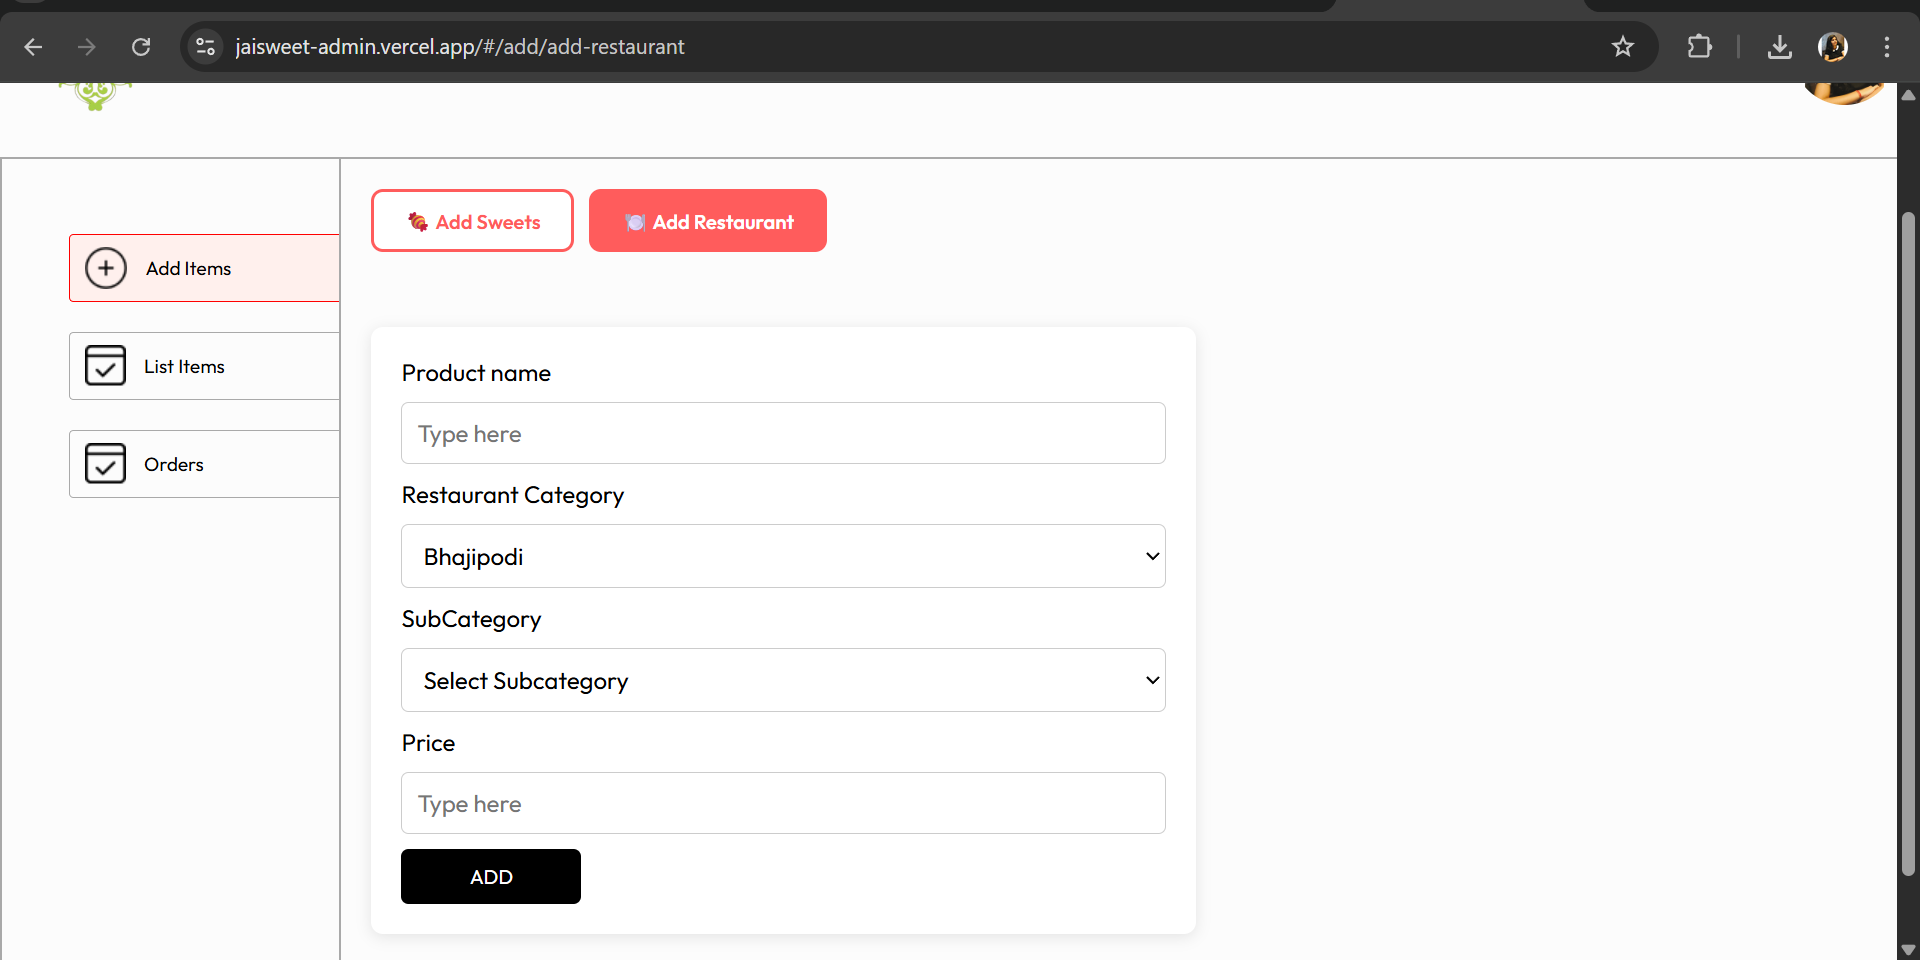 jaisweet-admin.vercel.app/#/add/add-restaurant
Add Sweets
Add Restaurant
Add Items
List Items
Orders
Product name
Type here
Restaurant Category
Bhajipodi
SubCategory
Select Subcategory
Price
Type here
ADD